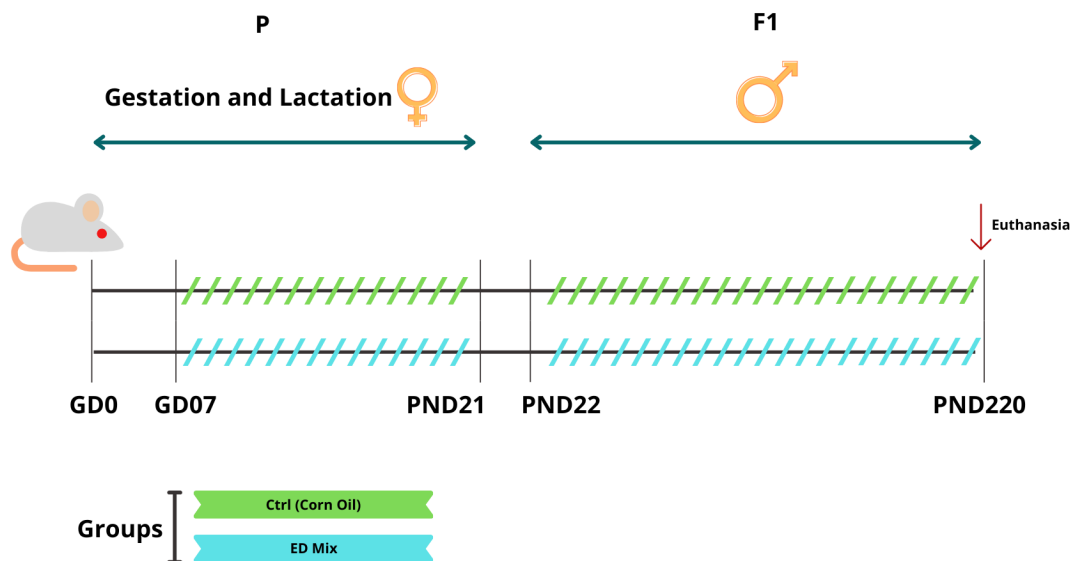 P
F1
Gestation and Lactation
Euthanasia
GD0
GD07
PND21
PND22
PND220
Groups
Ctrl (Corn Oil)
ED Mix